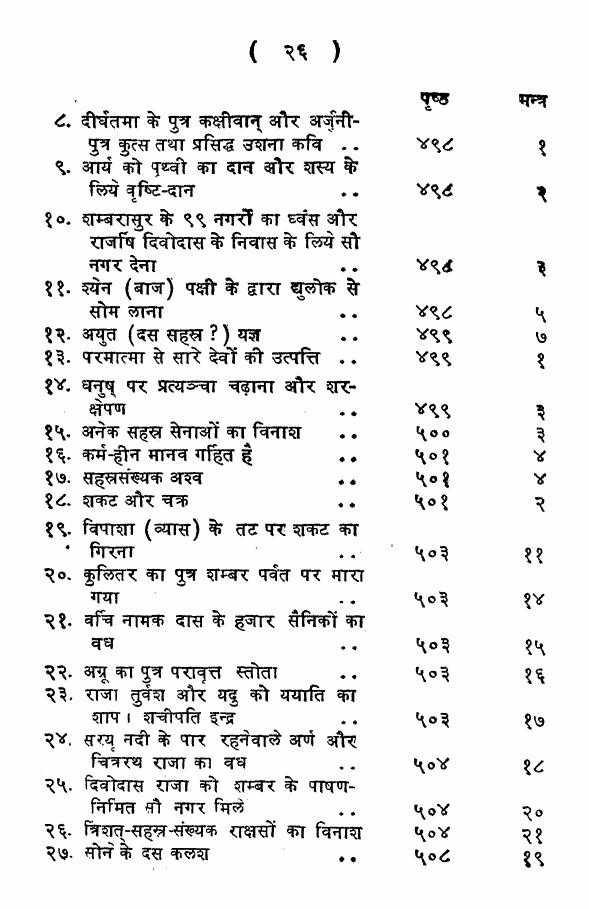 ( २६ )
पृष्ठ मन्त्र
८. दीर्घतमा के पुत्र कक्षीवान् और अर्जुनी-
पुत्र कुत्स तथा प्रसिद्ध उशना कवि .. ४९८ १
९. आर्य को पृथ्वी का दान और शस्य के
लिये वृष्टि-दान .. ४९८ २
१०. शम्बरासुर के ९९ नगरों का ध्वंस और
राजर्षि दिवोदास के निवास के लिये सौ
नगर देना .. ४९८ ३
११. श्येन (बाज) पक्षी के द्वारा द्युलोक से
सोम लाना .. ४९८ ५
१२. अयुत (दस सहस्र ?) यज्ञ .. ४९९ ७
१३. परमात्मा से सारे देवों की उत्पत्ति .. ४९९ १
१४. धनुष् पर प्रत्यञ्चा चढ़ाना और शर-
क्षेपण .. ४९९ ३
१५. अनेक सहस्र सेनाओं का विनाश .. ५०० ३
१६. कर्म-हीन मानव गर्हित है .. ५०१ ४
१७. सहस्रसंख्यक अश्व .. ५०१ ४
१८. शकट और चक्र .. ५०१ २
१९. विपाशा (व्यास) के तट पर शकट का
गिरना .. ५०३ ११
२०. कुलितर का पुत्र शम्बर पर्वत पर मारा
गया .. ५०३ १४
२१. वर्चि नामक दास के हजार सैनिकों का
वध .. ५०३ १५
२२. अग्रू का पुत्र परावृत्त स्तोता .. ५०३ १६
२३. राजा तुर्वश और यदु को ययाति का
शाप। शचीपति इन्द्र .. ५०३ १७
२४. सरयू नदी के पार रहनेवाले अर्ण और
चित्ररथ राजा का वध .. ५०४ १८
२५. दिवोदास राजा को शम्बर के पाषण-
निर्मित सौ नगर मिले .. ५०४ २०
२६. त्रिंशत्-सहस्र-संख्यक राक्षसों का विनाश ५०४ २१
२७. सोने के दस कलश .. ५०८ १९